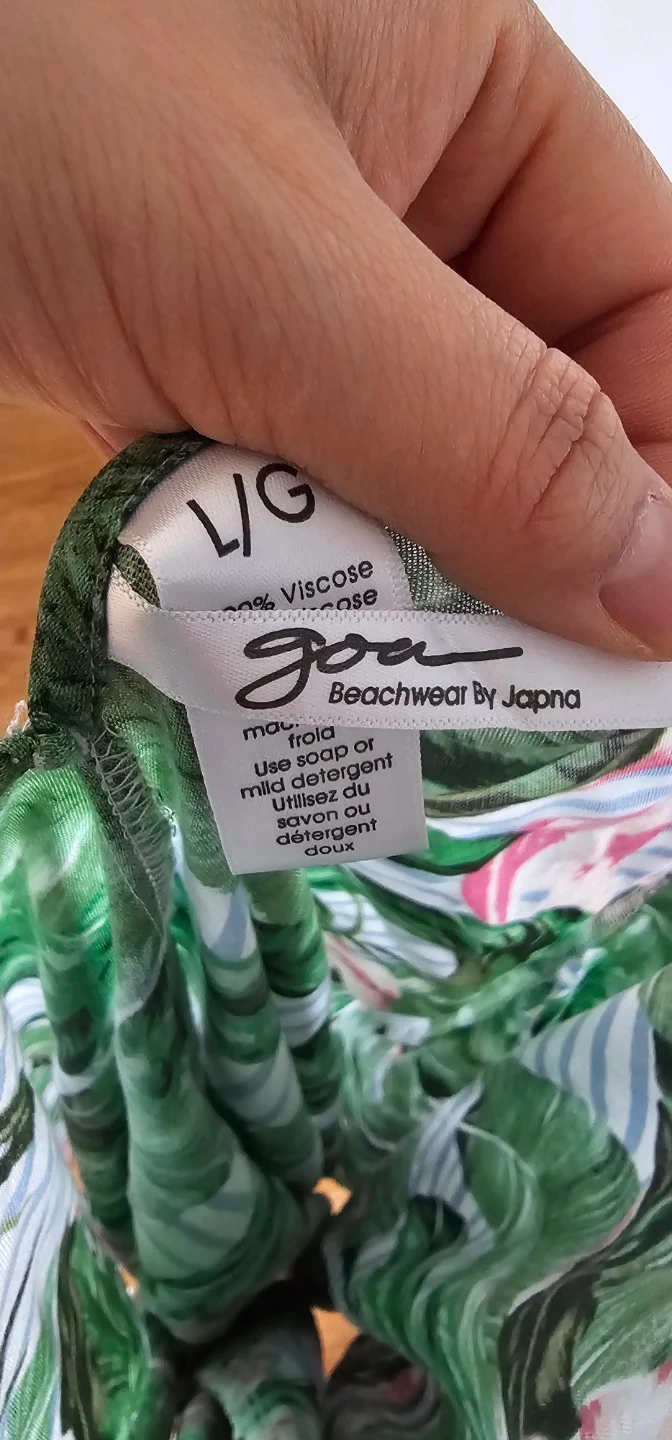 L/G
Viscose
goa
Beachwear By Japna
froid
Use soap or
mild detergent
Utilisez du
savon ou
détergent
doux